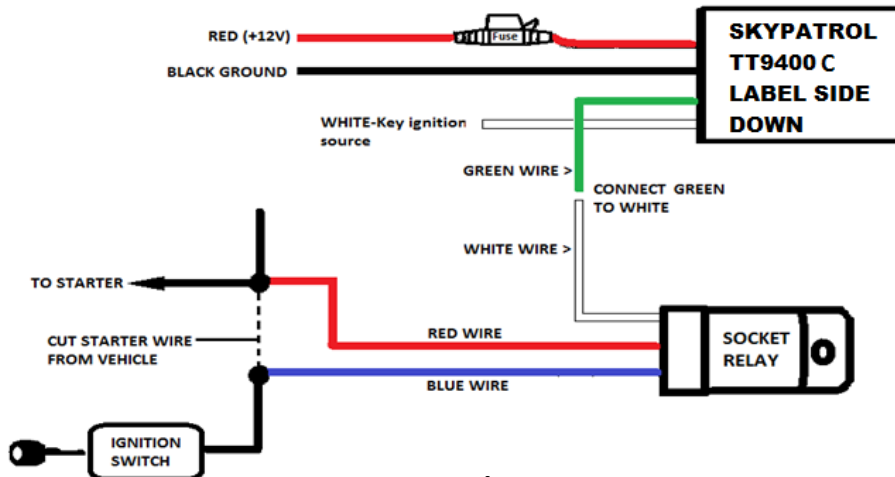 RED (+12V)
Fuse
SKYPATROL
TT9400 C
LABEL SIDE
DOWN
BLACK GROUND
WHITE-Key ignition
source
GREEN WIRE >
CONNECT GREEN
TO WHITE
WHITE WIRE >
TO STARTER
CUT STARTER WIRE
FROM VEHICLE
RED WIRE
BLUE WIRE
SOCKET
RELAY
IGNITION
SWITCH